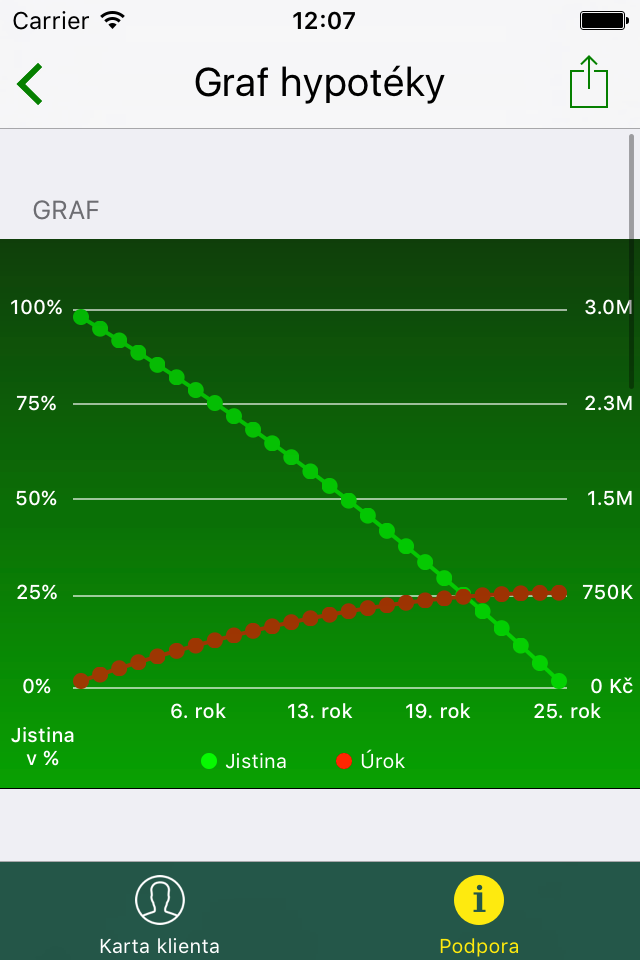 Carrier 12:07
Graf hypotéky
GRAF
100% 3.0M
75% 2.3M
50% 1.5M
25% 750K
0% 0 Kč
6. rok 13. rok 19. rok 25. rok
Jistina
v %
Jistina Úrok
Karta klienta Podpora